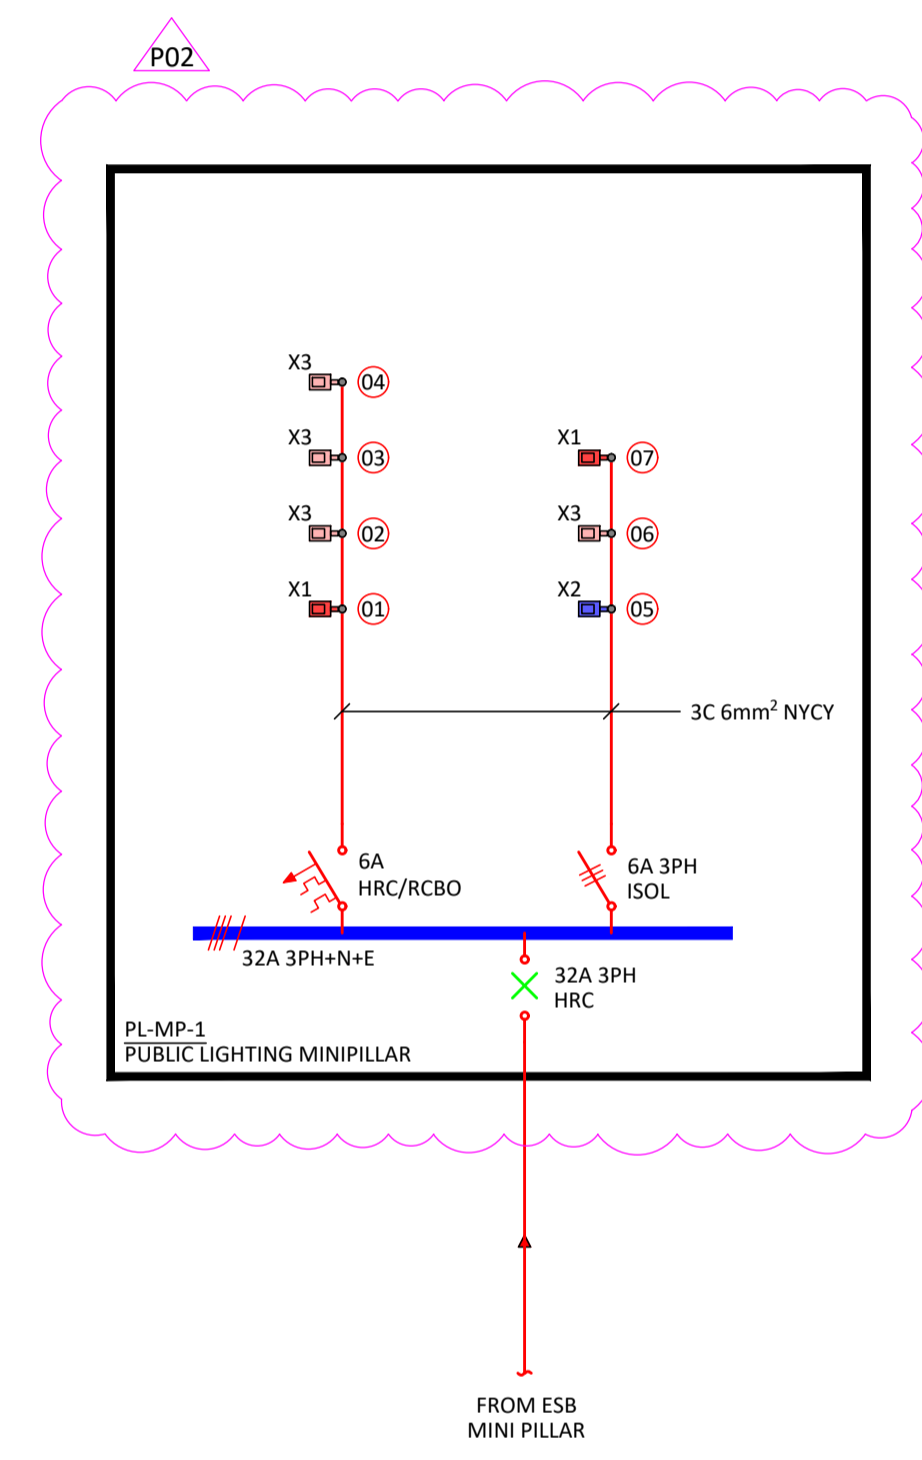 P02
X3
04
X3
03
X1
07
X3
02
X3
06
X1
01
X2
05
3C 6mm² NYCY
6A
HRC/RCBO
6A 3PH
ISOL
32A 3PH+N+E
32A 3PH
HRC
PL-MP-1
PUBLIC LIGHTING MINIPILLAR
FROM ESB
MINI PILLAR